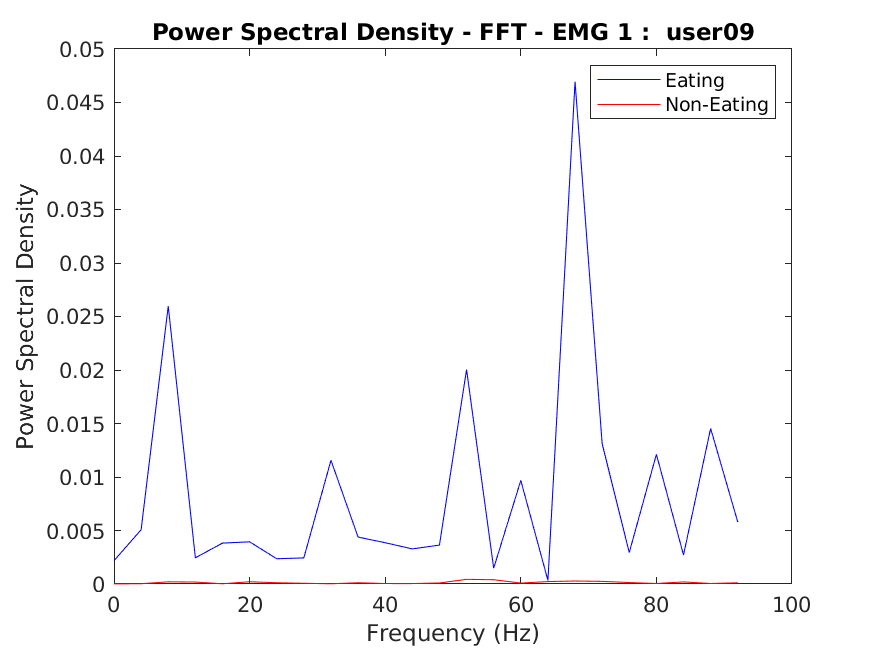 Power Spectral Density - FFT - EMG 1 :  user09
Eating
Non-Eating
Power Spectral Density
0.05
0.045
0.04
0.035
0.03
0.025
0.02
0.015
0.01
0.005
0
0 20 40 60 80 100
Frequency (Hz)